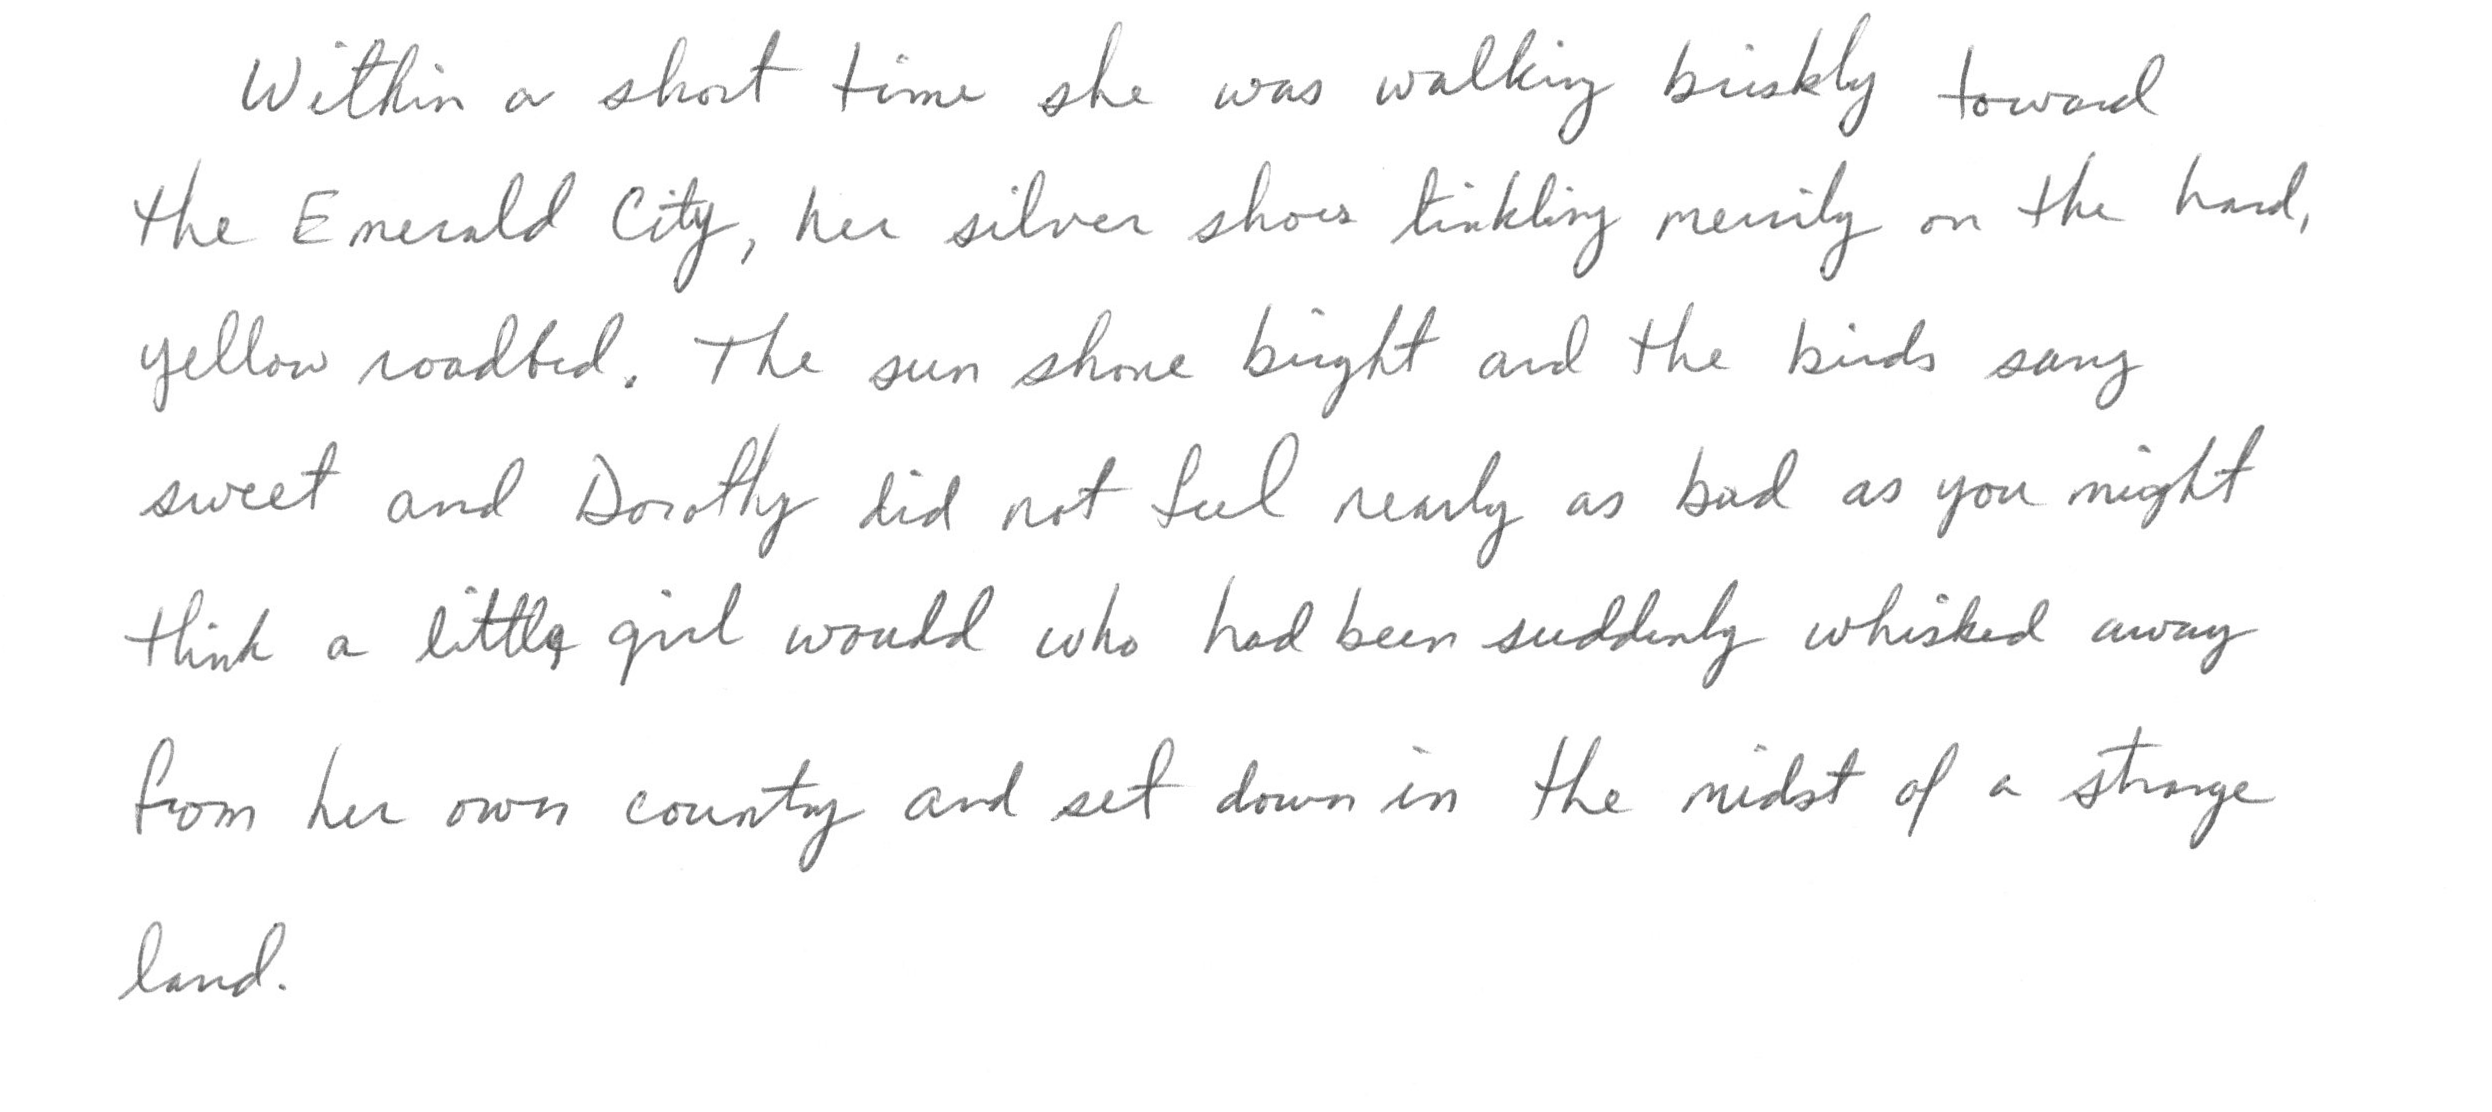 Within a short time she was walking briskly toward
the Emerald City, her silver shoes tinkling merrily on the hard,
yellow roadbed. The sun shone bright and the birds sang
sweet and Dorothy did not feel nearly as bad as you might
think a little girl would who had been suddenly whisked away
from her own country and set down in the midst of a strange
land.